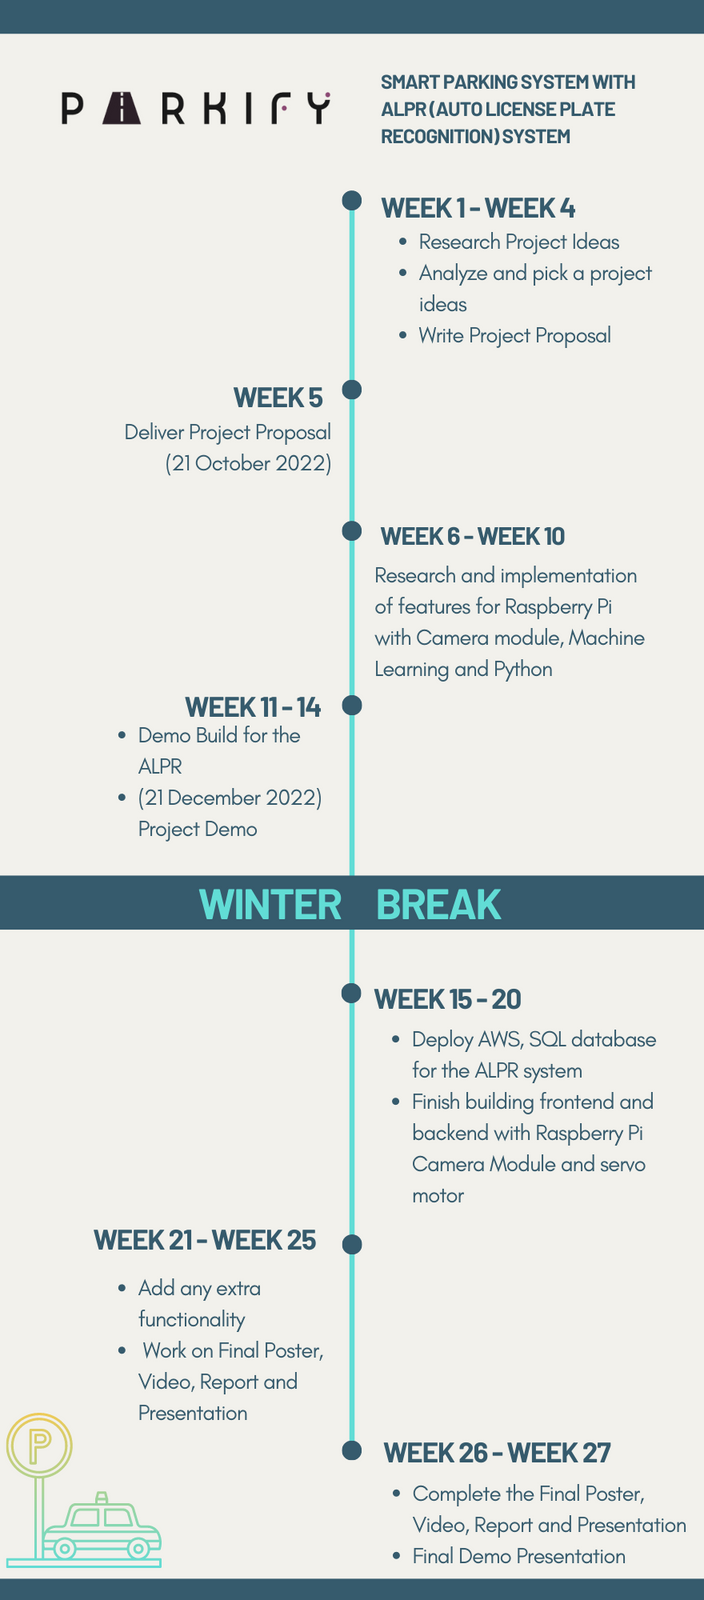 PARKIFY
SMART PARKING SYSTEM WITH
ALPR (AUTO LICENSE PLATE
RECOGNITION) SYSTEM
WEEK 1 - WEEK 4
• Research Project Ideas
• Analyze and pick a project
ideas
• Write Project Proposal
WEEK 5
Deliver Project Proposal
(21 October 2022)
WEEK 6 - WEEK 10
Research and implementation
of features for Raspberry Pi
with Camera module, Machine
Learning and Python
WEEK 11 - 14
• Demo Build for the
ALPR
• (21 December 2022)
Project Demo
WINTER BREAK
WEEK 15 - 20
• Deploy AWS, SQL database
for the ALPR system
• Finish building frontend and
backend with Raspberry Pi
Camera Module and servo
motor
WEEK 21 - WEEK 25
• Add any extra
functionality
• Work on Final Poster,
Video, Report and
Presentation
P
WEEK 26 - WEEK 27
• Complete the Final Poster,
Video, Report and Presentation
• Final Demo Presentation